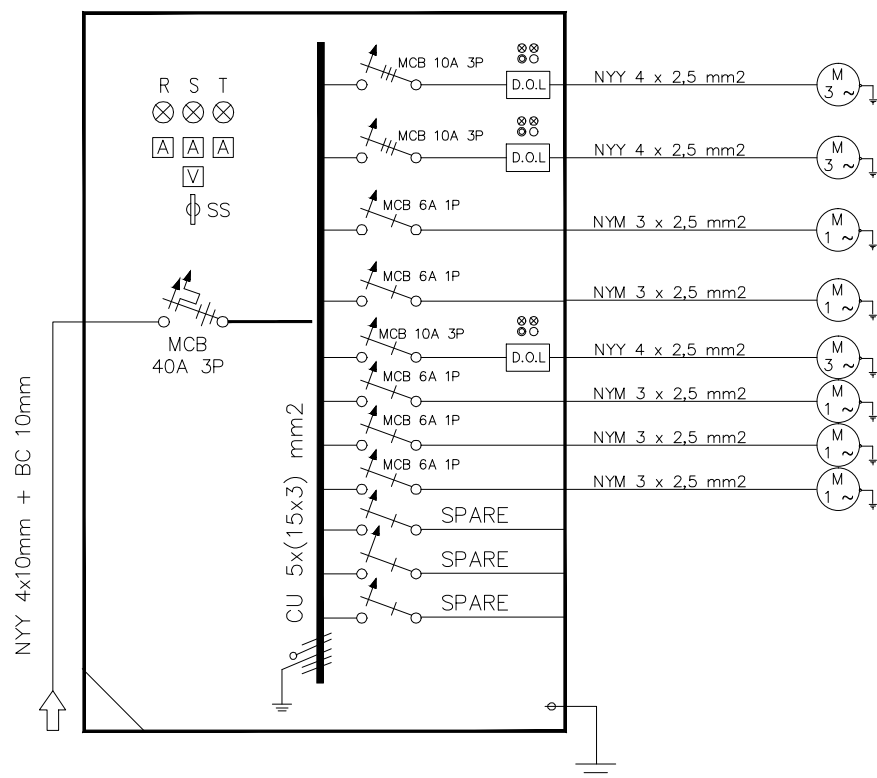 R S T
A A A
V
SS
MCB
40A 3P
NYY 4x10mm + BC 10mm
CU 5x(15x3) mm2
MCB 10A 3P
D.O.L
NYY 4 x 2,5 mm2
M
3 ~
MCB 10A 3P
D.O.L
NYY 4 x 2,5 mm2
M
3 ~
MCB 6A 1P
NYM 3 x 2,5 mm2
M
1 ~
MCB 6A 1P
NYM 3 x 2,5 mm2
M
1 ~
MCB 10A 3P
D.O.L
NYY 4 x 2,5 mm2
M
3 ~
MCB 6A 1P
NYM 3 x 2,5 mm2
M
1 ~
MCB 6A 1P
NYM 3 x 2,5 mm2
M
1 ~
MCB 6A 1P
NYM 3 x 2,5 mm2
M
1 ~
SPARE
SPARE
SPARE